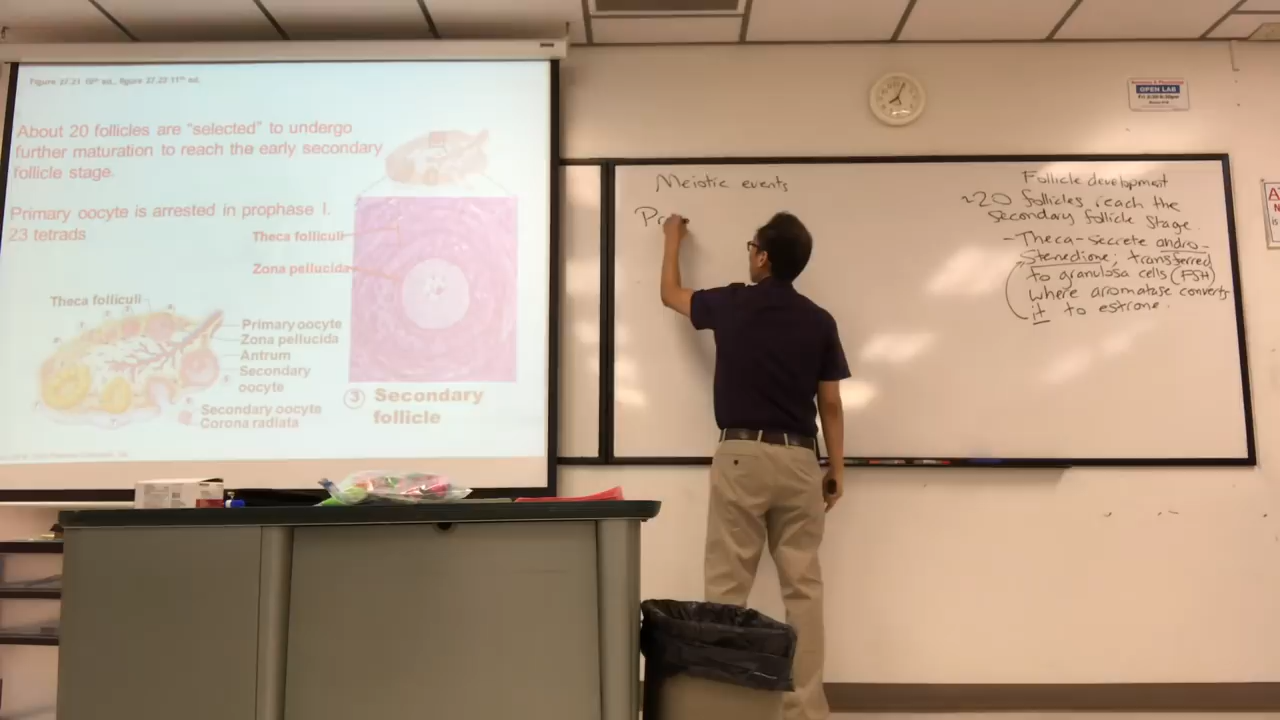 Figure 27.21 10th ed., figure 27.22 11th ed.
About 20 follicles are "selected" to undergo
further maturation to reach the early secondary
follicle stage.
Primary oocyte is arrested in prophase I.
23 tetrads
Theca folliculi
Zona pellucida
Theca folliculi
Primary oocyte
Zona pellucida
Antrum
Secondary
oocyte
Secondary oocyte
Corona radiata
3 Secondary
follicle
Meiotic events
Pr
Follicle development
~20 follicles reach the
secondary follicle stage.
- Theca-secrete andro-
stenedione; transferred
to granulosa cells (FSH)
where aromatase converts
it to estrone.
OPEN LAB